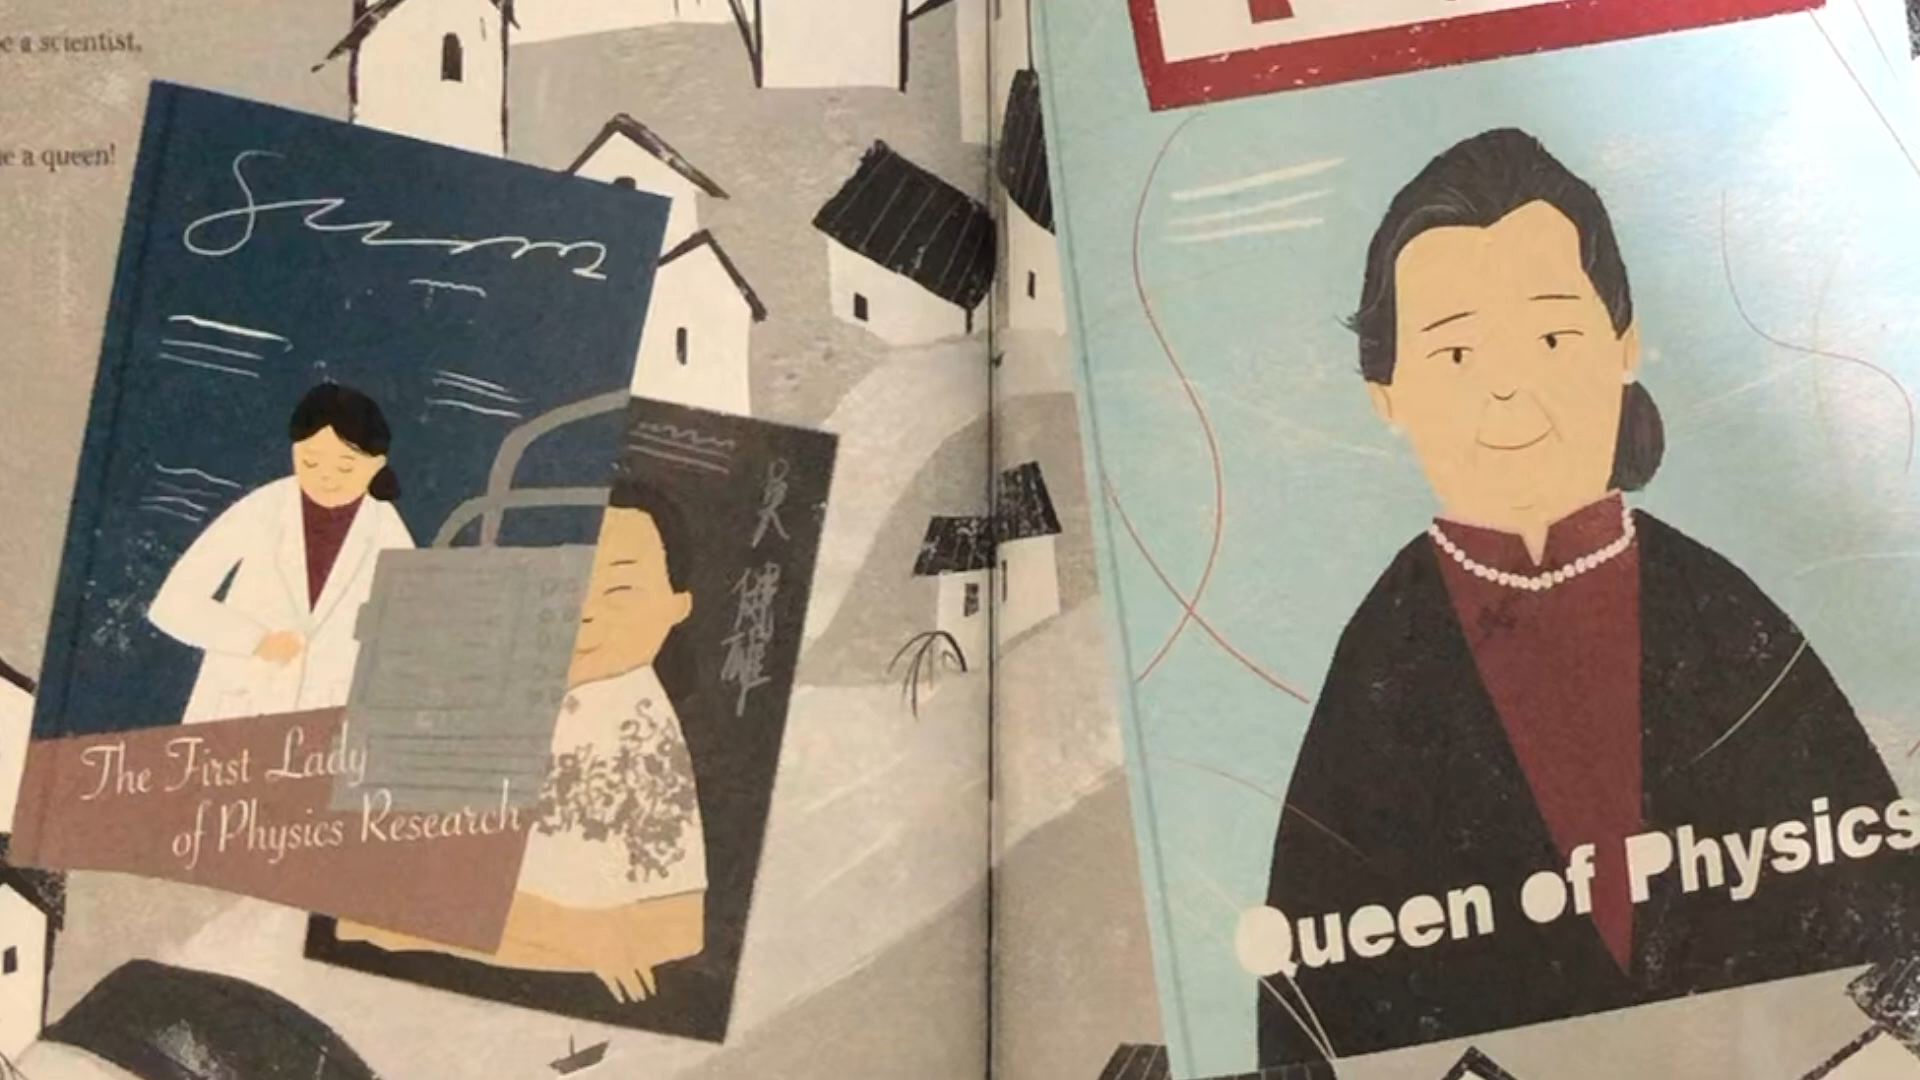 e a scientist,
e a queen!
The First Lady
of Physics Research
吴
健
雄
Queen of Physics